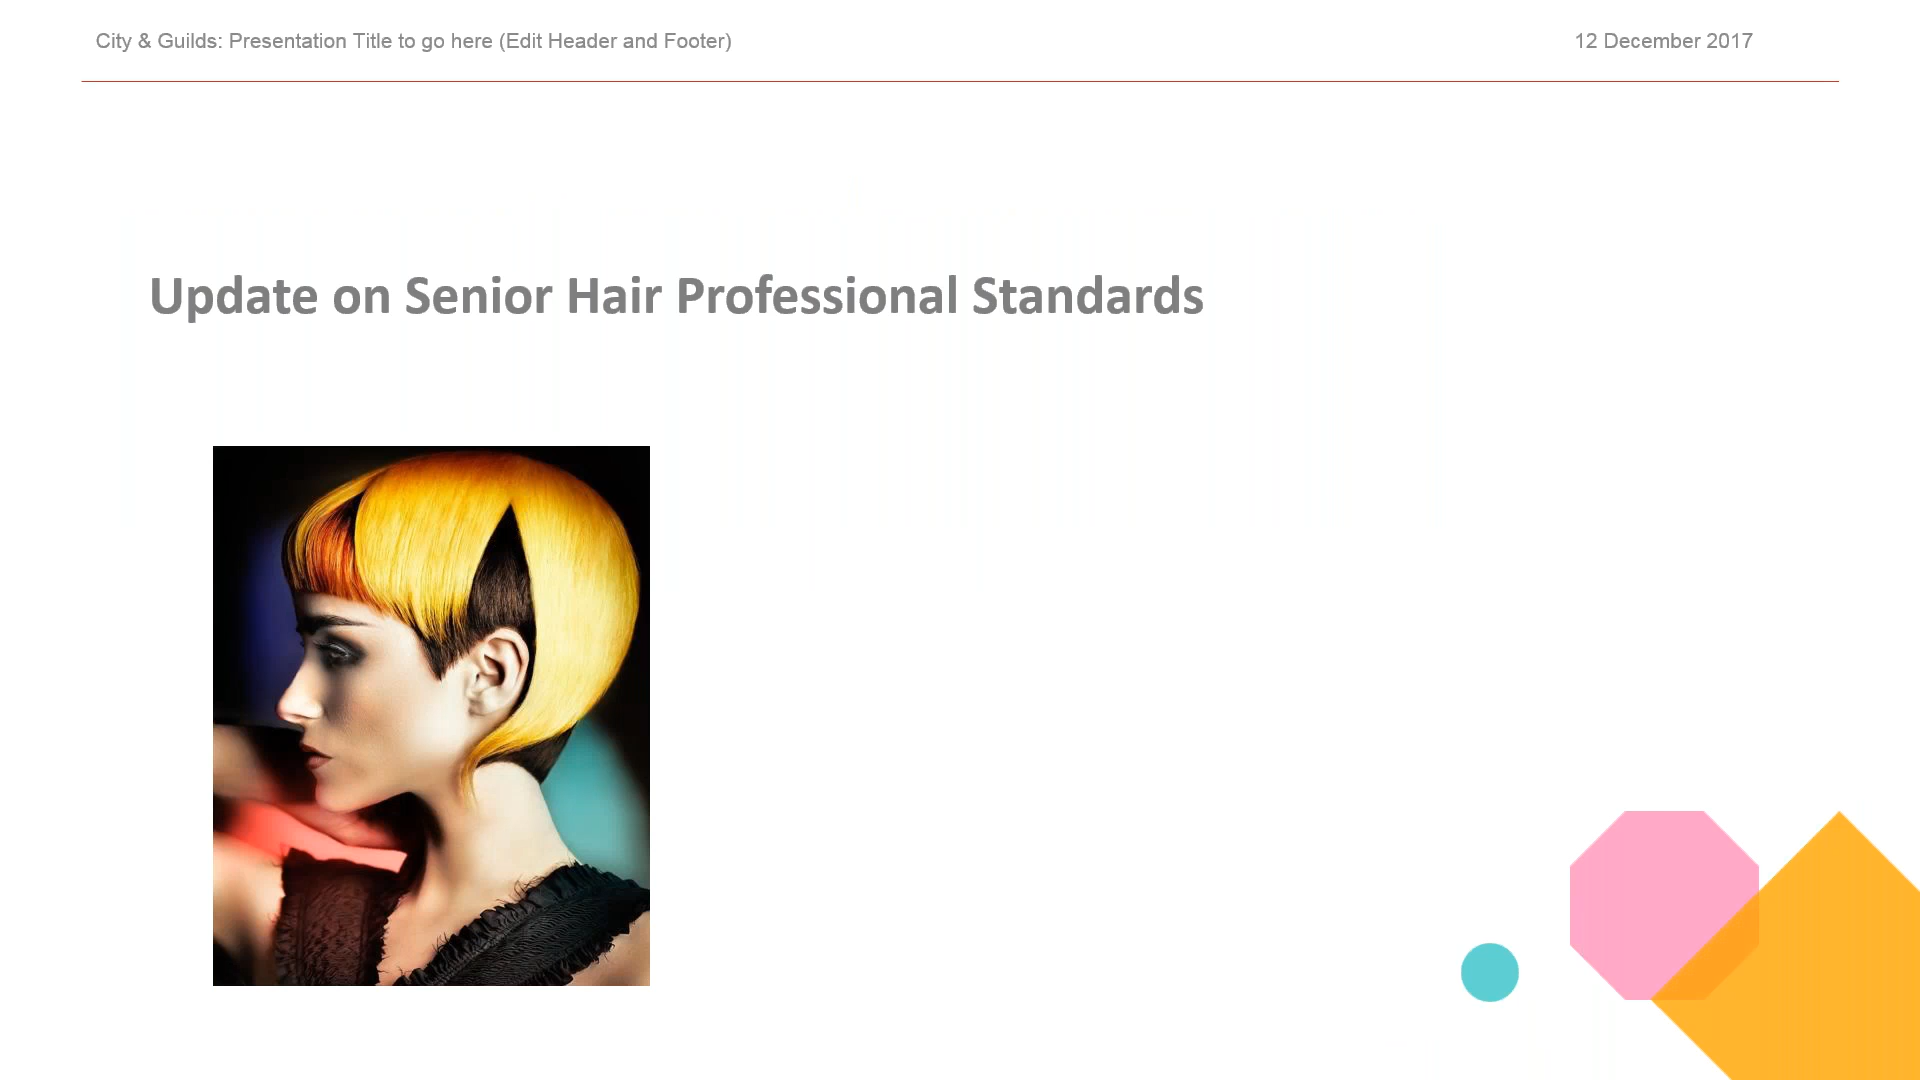 City & Guilds: Presentation Title to go here (Edit Header and Footer)
12 December 2017
Update on Senior Hair Professional Standards